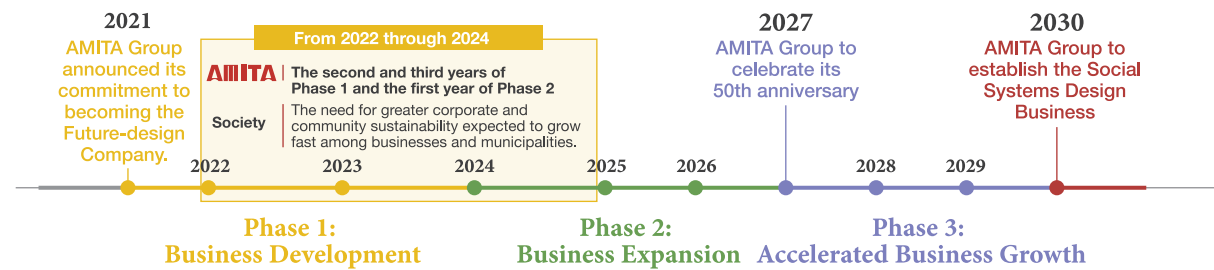 2021
AMITA Group
announced its
commitment to
becoming the
Future-design
Company.
From 2022 through 2024
AMITA
The second and third years of
Phase 1 and the first year of Phase 2
Society
The need for greater corporate and
community sustainability expected to grow
fast among businesses and municipalities.
2027
AMITA Group to
celebrate its
50th anniversary
2030
AMITA Group to
establish the Social
Systems Design
Business
2022
2023
2024
2025
2026
2028
2029
Phase 1:
Business Development
Phase 2:
Business Expansion
Phase 3:
Accelerated Business Growth